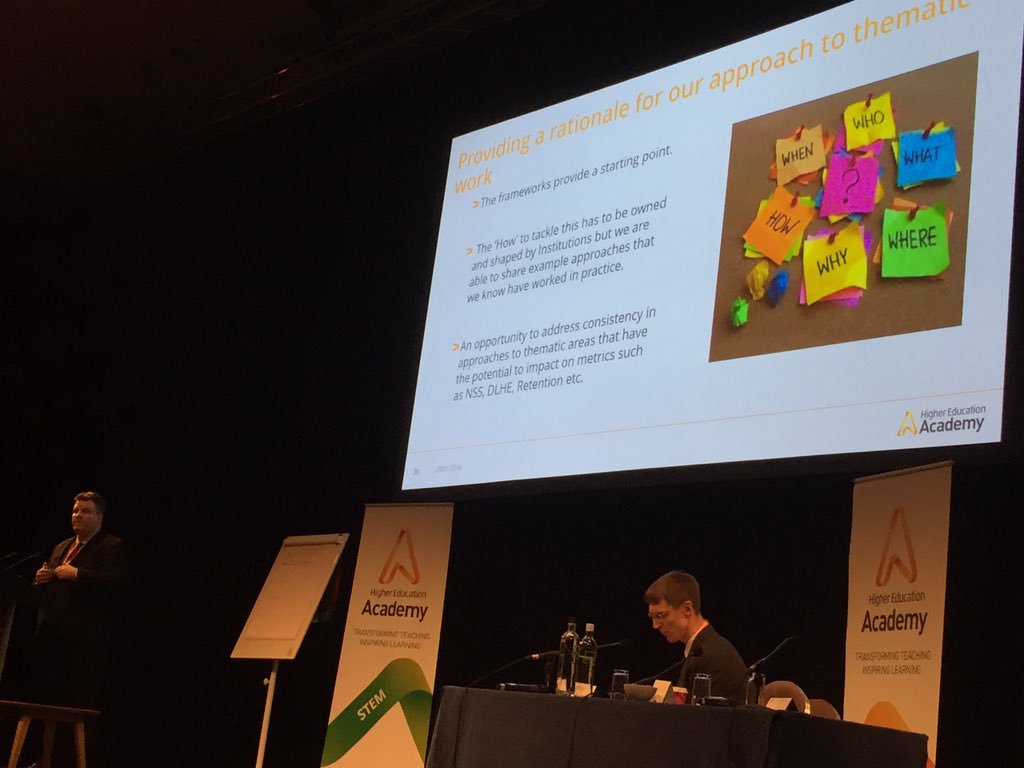 Providing a rationale for our approach to thematic
work
>The frameworks provide a starting point.
> The 'How' to tackle this has to be owned
and shaped by Institutions but we are
able to share example approaches that
we know have worked in practice.
>An opportunity to address consistency in
approaches to thematic areas that have
the potential to impact on metrics such
as NSS, DLHE, Retention etc.
WHO
WHEN
WHAT
?
HOW
WHERE
WHY
Higher Education
Academy
Higher Education
Academy
TRANSFORMING TEACHING
INSPIRING LEARNING
STEM
Higher Education
Academy
TRANSFORMING TEACHING
INSPIRING LEARNING